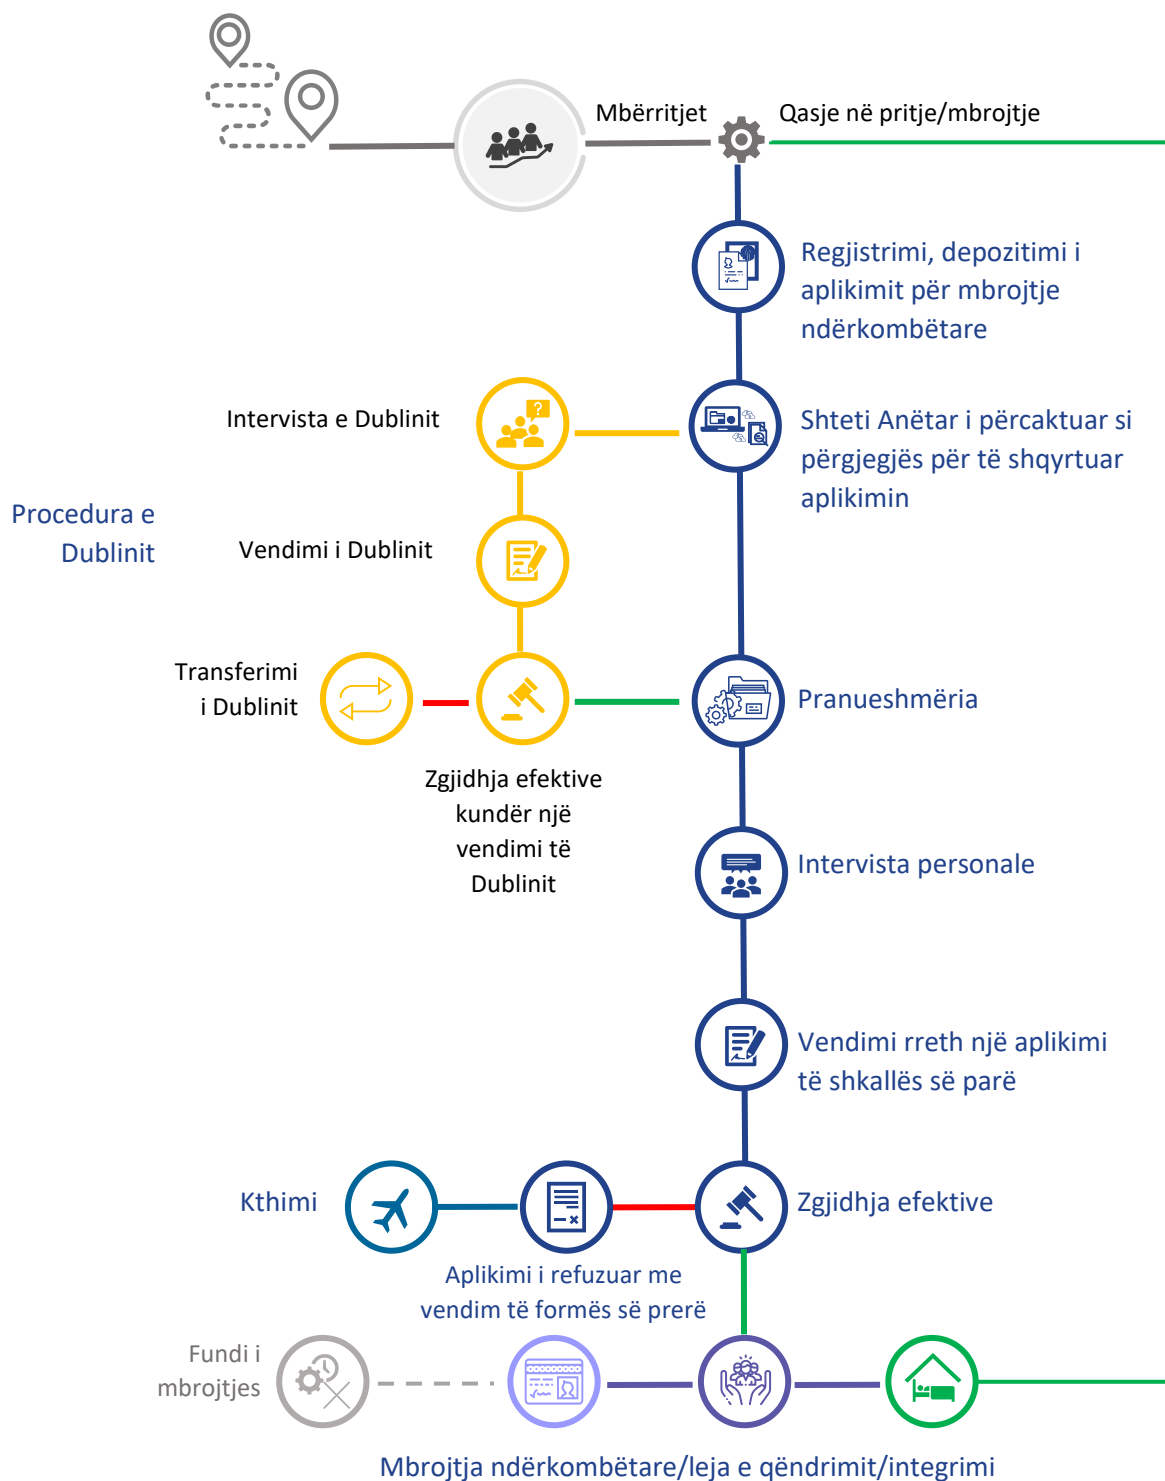 Mbërritjet
Qasje në pritje/mbrojtje
Regjistrimi, depozitimi i
aplikimit për mbrojtje
ndërkombëtare
Intervista e Dublinit
Shteti Anëtar i përcaktuar si
përgjegjës për të shqyrtuar
aplikimin
Procedura e
Dublinit
Vendimi i Dublinit
Transferimi
i Dublinit
Pranueshmëria
Zgjidhja efektive
kundër një
vendimi të
Dublinit
Intervista personale
Vendimi rreth një aplikimi
të shkallës së parë
Kthimi
Zgjidhja efektive
Aplikimi i refuzuar me
vendim të formës së prerë
Fundi i
mbrojtjes
Mbrojtja ndërkombëtare/leja e qëndrimit/integrimi